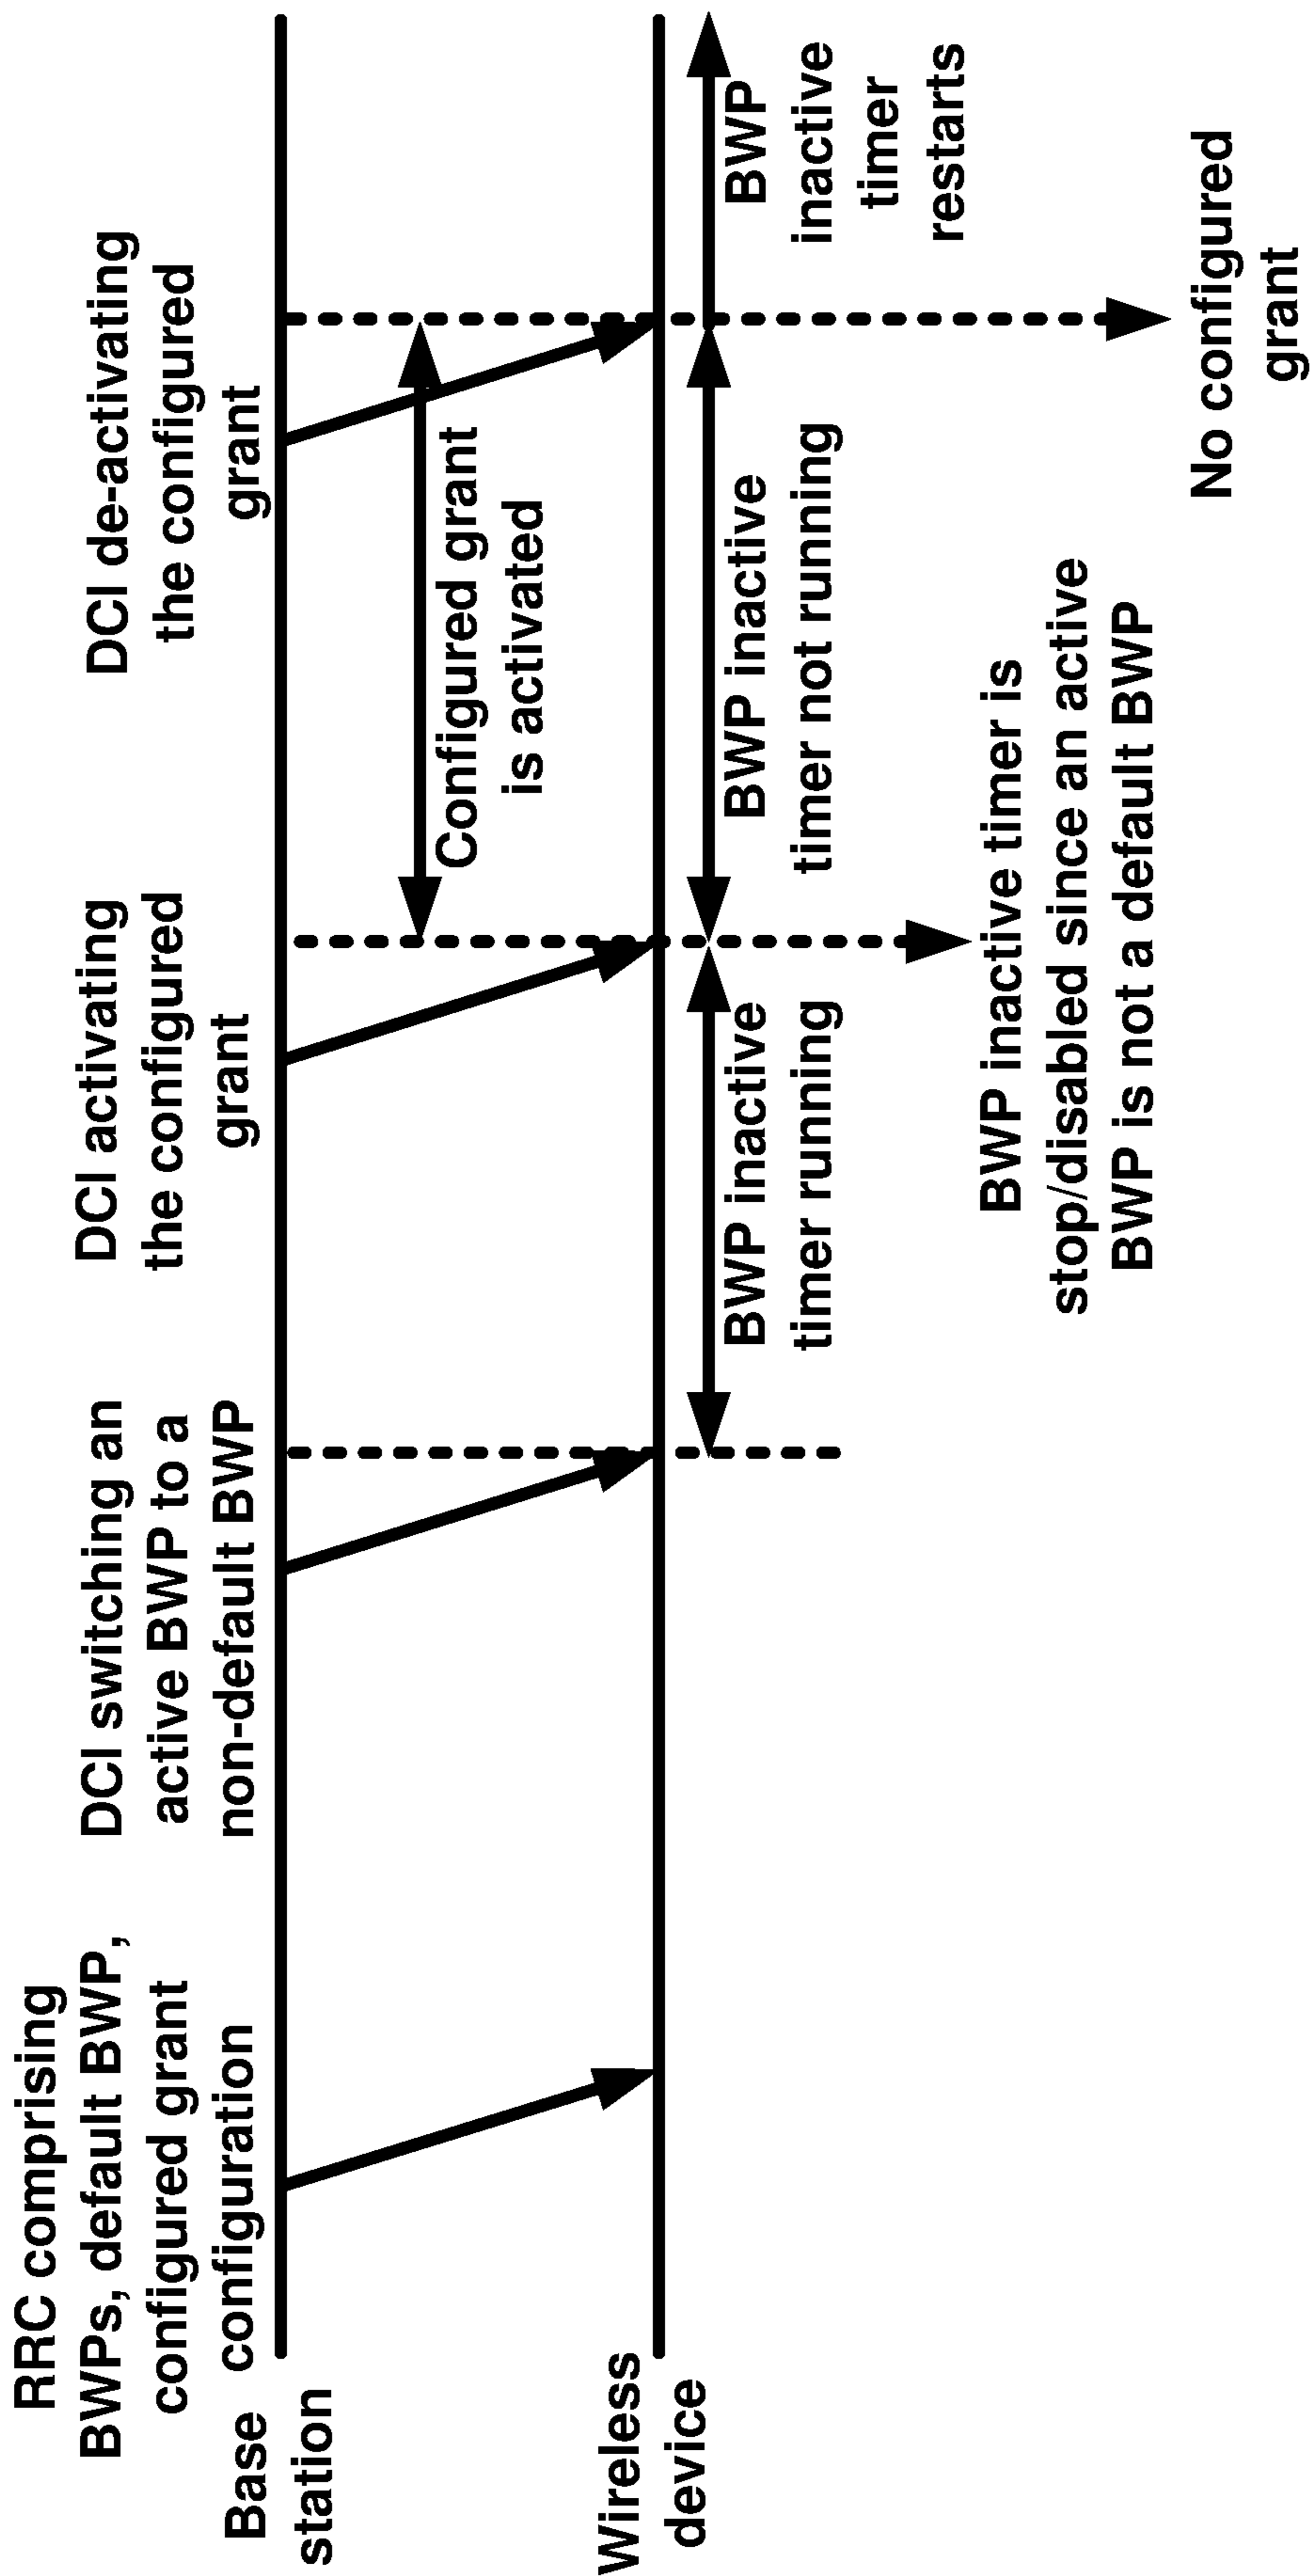 RRC comprising
BWPs, default BWP,
configured grant
configuration
DCI switching an
active BWP to a
non-default BWP
DCI activating
the configured
grant
DCI de-activating
the configured
grant
Base
station
Configured grant
is activated
Wireless
device
BWP inactive
timer running
BWP inactive
timer not running
BWP
inactive
timer
restarts
BWP inactive timer is
stop/disabled since an active
BWP is not a default BWP
No configured
grant